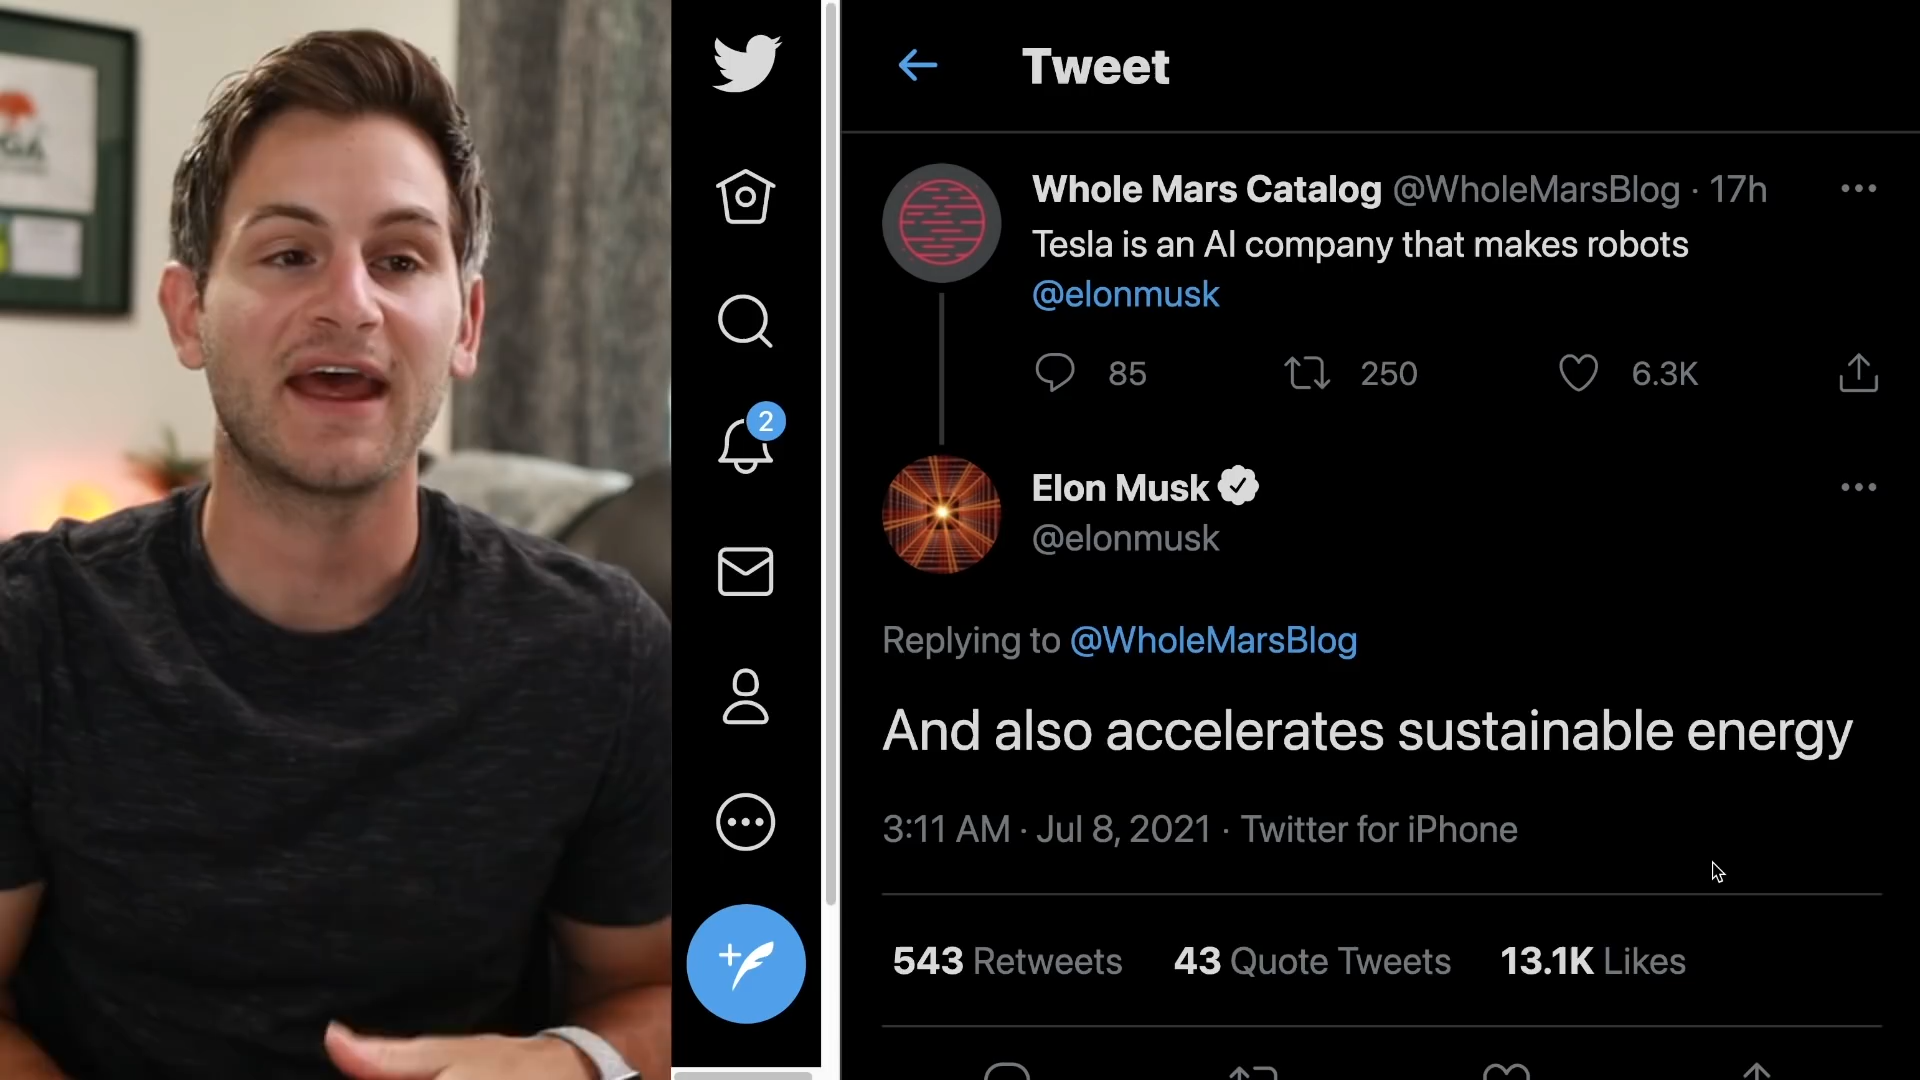 Tweet
Whole Mars Catalog @WholeMarsBlog · 17h
Tesla is an AI company that makes robots
@elonmusk
85 250 6.3K
2
Elon Musk
@elonmusk
Replying to @WholeMarsBlog
And also accelerates sustainable energy
3:11 AM · Jul 8, 2021 · Twitter for iPhone
543 Retweets 43 Quote Tweets 13.1K Likes